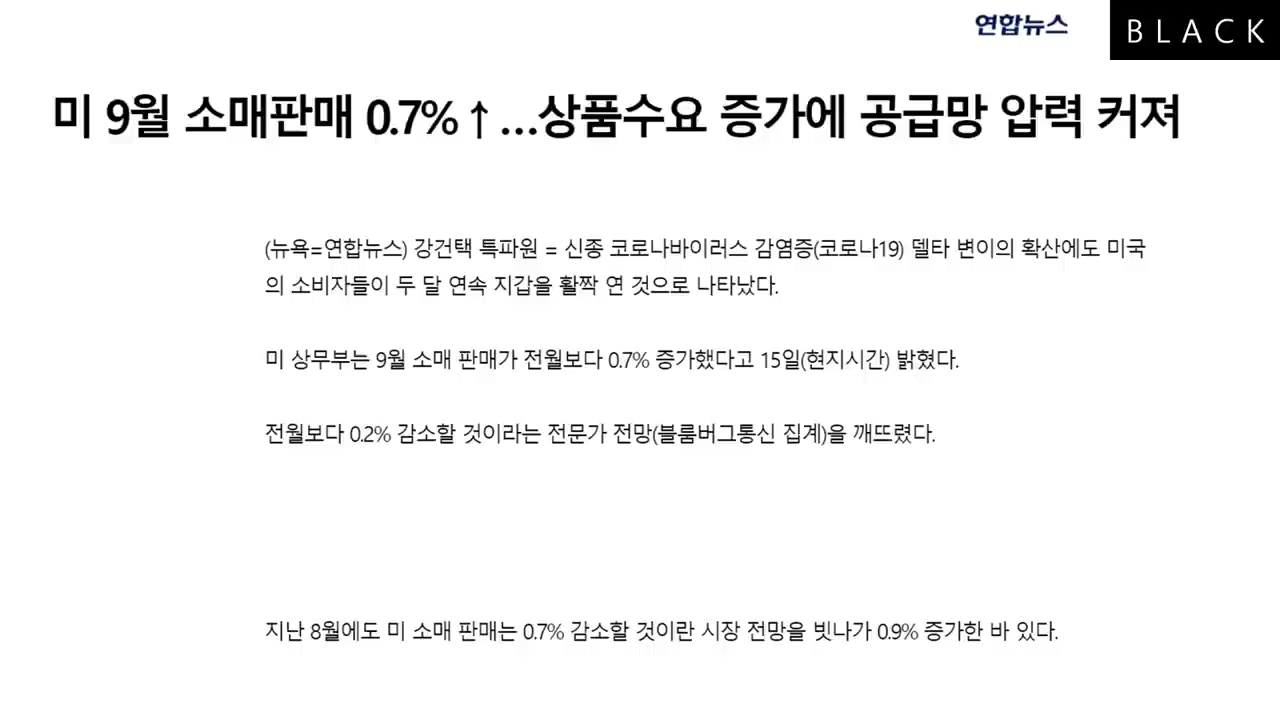 연합뉴스
BLACK
미 9월 소매판매 0.7%↑…상품수요 증가에 공급망 압력 커져
(뉴욕=연합뉴스) 강건택 특파원 = 신종 코로나바이러스 감염증(코로나19) 델타 변이의 확산에도 미국
의 소비자들이 두 달 연속 지갑을 활짝 연 것으로 나타났다.
미 상무부는 9월 소매 판매가 전월보다 0.7% 증가했다고 15일(현지시간) 밝혔다.
전월보다 0.2% 감소할 것이라는 전문가 전망(블룸버그통신 집계)을 깨뜨렸다.
지난 8월에도 미 소매 판매는 0.7% 감소할 것이란 시장 전망을 빗나가 0.9% 증가한 바 있다.